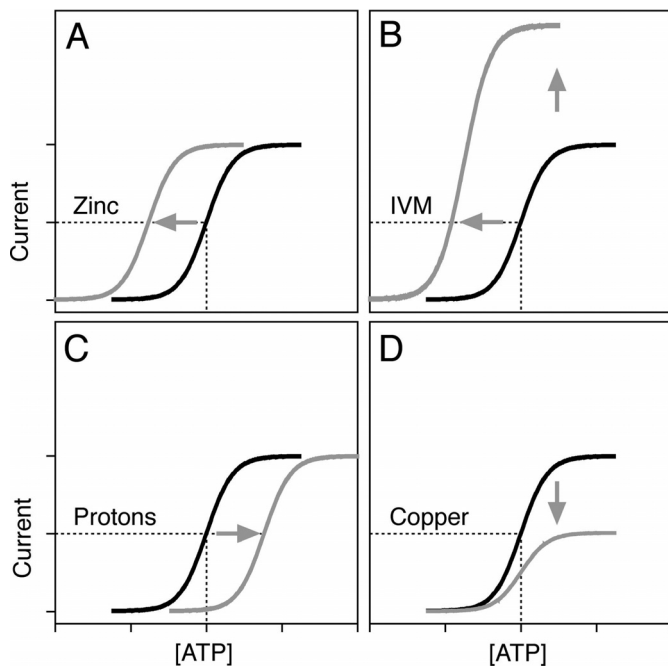 A
B
Zinc
IVM
Current
C
D
Protons
Copper
Current
[ATP]
[ATP]